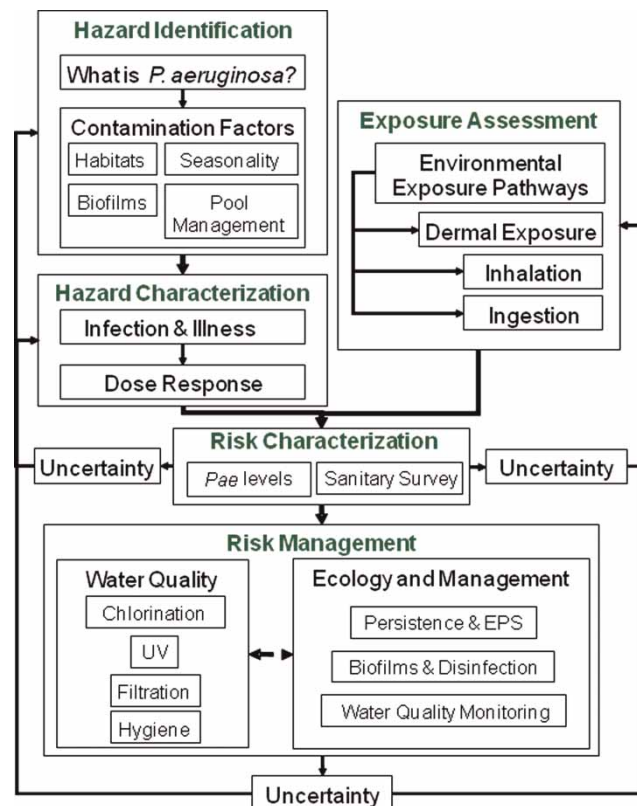 Hazard Identification
What is P. aeruginosa?
Contamination Factors
Habitats
Seasonality
Biofilms
Pool
Management
Hazard Characterization
Infection & Illness
Dose Response
Exposure Assessment
Environmental
Exposure Pathways
Dermal Exposure
Inhalation
Ingestion
Risk Characterization
Uncertainty
Pae levels
Sanitary Survey
Uncertainty
Risk Management
Water Quality
Chlorination
UV
Filtration
Hygiene
Ecology and Management
Persistence & EPS
Biofilms & Disinfection
Water Quality Monitoring
Uncertainty